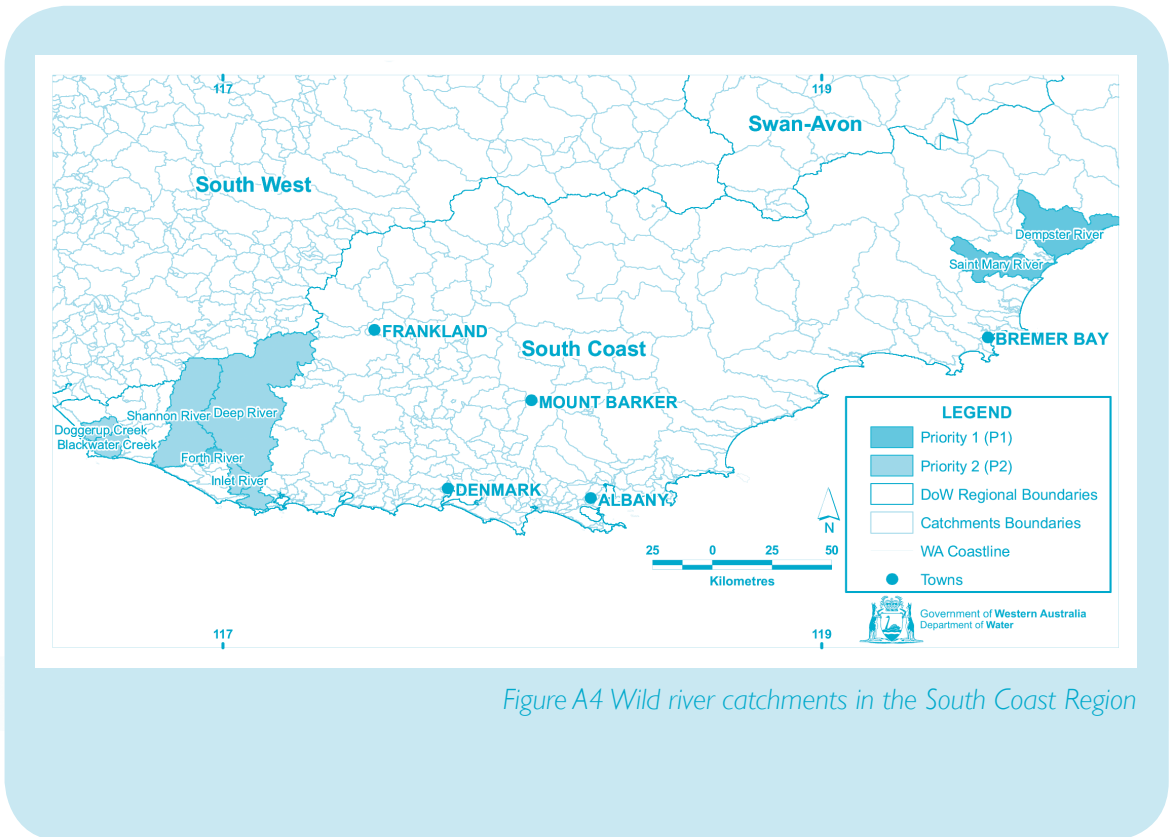 117
119
Swan-Avon
South West
Dempster River
Saint Mary River
FRANKLAND
BREMER BAY
South Coast
MOUNT BARKER
Shannon River
Deep River
Doggerup Creek
Blackwater Creek
Forth River
Inlet River
DENMARK
ALBANY
LEGEND
Priority 1 (P1)
Priority 2 (P2)
DoW Regional Boundaries
Catchments Boundaries
WA Coastline
Towns
N
25 0 25 50
Kilometres
Government of Western Australia
Department of Water
117
119
Figure A4 Wild river catchments in the South Coast Region